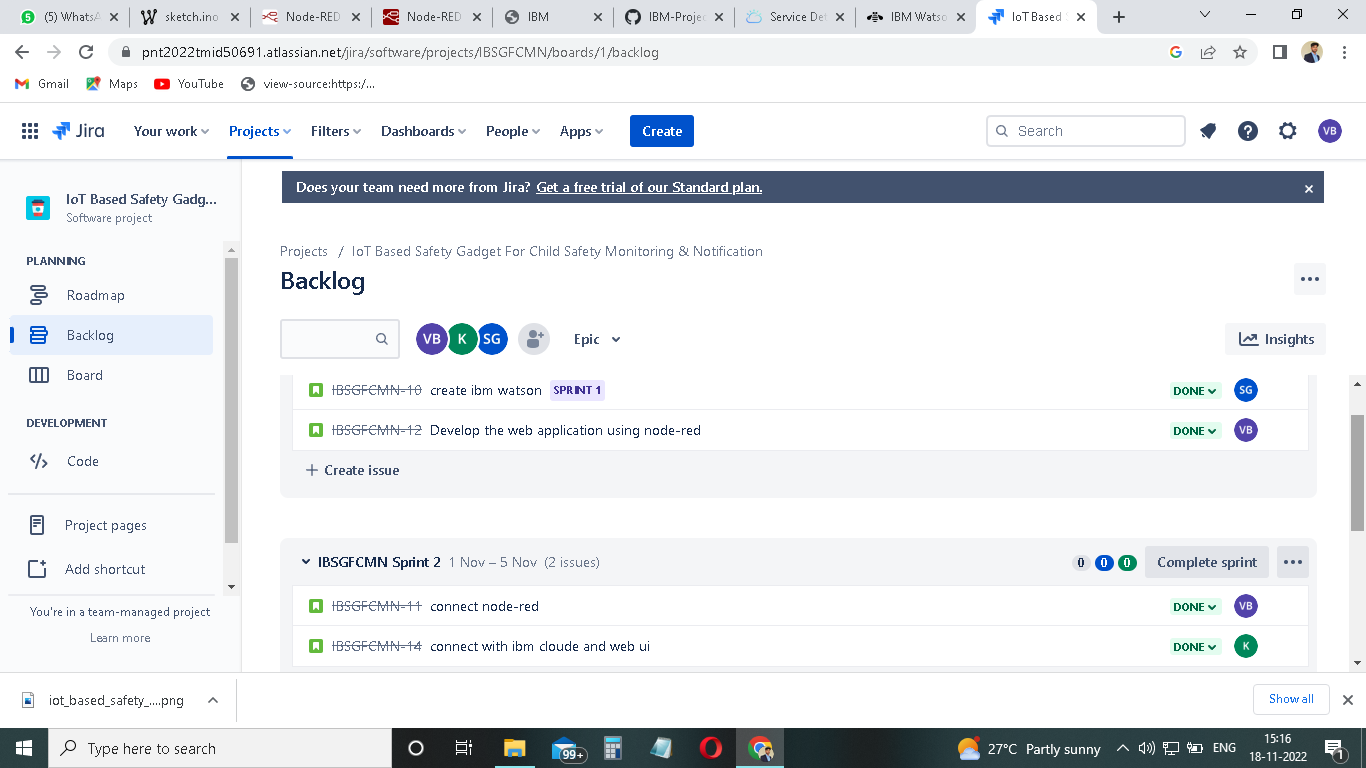 (5) WhatsA
sketch.ino
Node-RED
Node-RED
IBM
IBM-Projec
Service Det
IBM Watso
IoT Based S
pnt2022tmid50691.atlassian.net/jira/software/projects/IBSGFCMN/boards/1/backlog
Gmail
Maps
YouTube
view-source:https:/...
Jira
Your work
Projects
Filters
Dashboards
People
Apps
Create
Search
VB
IoT Based Safety Gadg...
Software project
PLANNING
Roadmap
Backlog
Board
DEVELOPMENT
Code
Project pages
Add shortcut
You're in a team-managed project
Learn more
Does your team need more from Jira? Get a free trial of our Standard plan.
Projects / IoT Based Safety Gadget For Child Safety Monitoring & Notification
Backlog
VB K SG
Epic
Insights
IBSGFCMN-10 create ibm watson SPRINT 1 DONE SG
IBSGFCMN-12 Develop the web application using node-red DONE VB
+ Create issue
IBSGFCMN Sprint 2 1 Nov – 5 Nov (2 issues) 0 0 0 Complete sprint
IBSGFCMN-11 connect node-red DONE VB
IBSGFCMN-14 connect with ibm cloude and web ui DONE K
iot_based_safety_....png
Show all
Type here to search
99+
27°C Partly sunny
ENG
15:16
18-11-2022
1